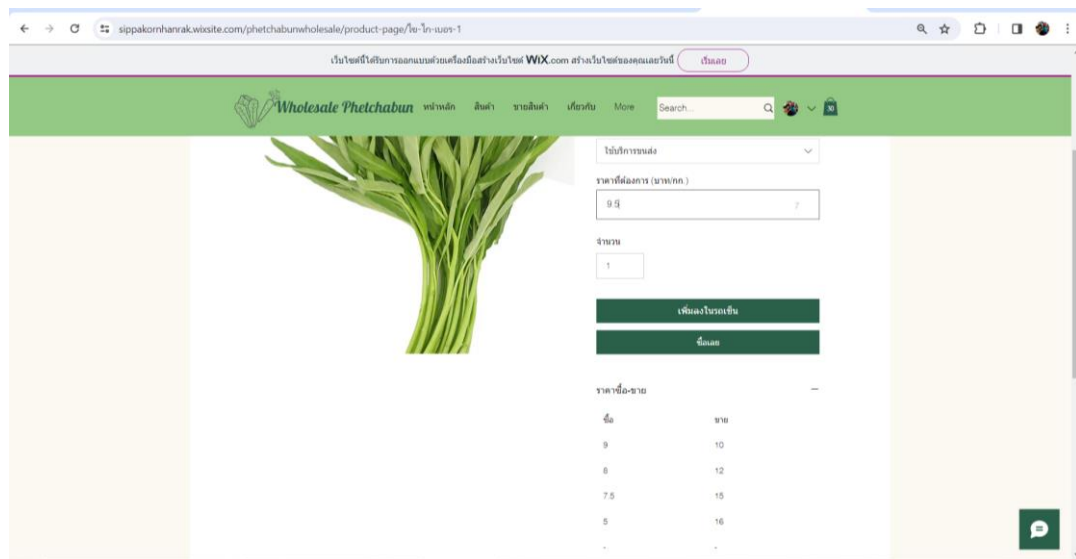 sippakornhanrak.wixsite.com/phetchabunwholesale/product-page/ไข-ไก-เบอร-1
เว็บไซต์นี้ได้รับการออกแบบด้วยเครื่องมือสร้างเว็บไซต์ WiX.com สร้างเว็บไซต์ของคุณเลยวันนี้ เริ่มเลย
Wholesale Phetchabun หน้าหลัก สินค้า ขายสินค้า เกี่ยวกับ More Search... 30
ใช้บริการขนส่ง
ราคาที่ต้องการ (บาท/กก.)
9.5 7
จำนวน
1
เพิ่มลงในรถเข็น
ซื้อเลย
ราคาซื้อ-ขาย
ซื้อ ขาย
9 10
8 12
7.5 15
5 16
- -